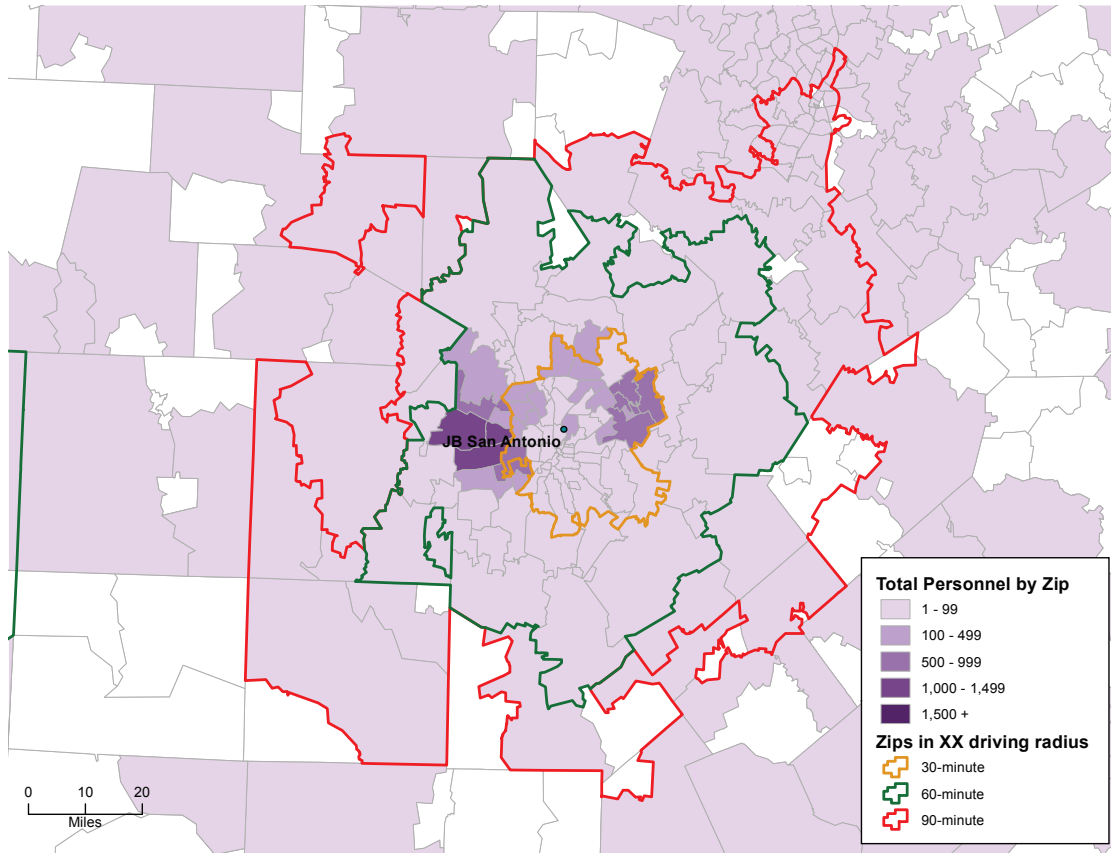 JB San Antonio
Total Personnel by Zip
1 - 99
100 - 499
500 - 999
1,000 - 1,499
1,500 +
Zips in XX driving radius
30-minute
60-minute
90-minute
0 10 20
Miles